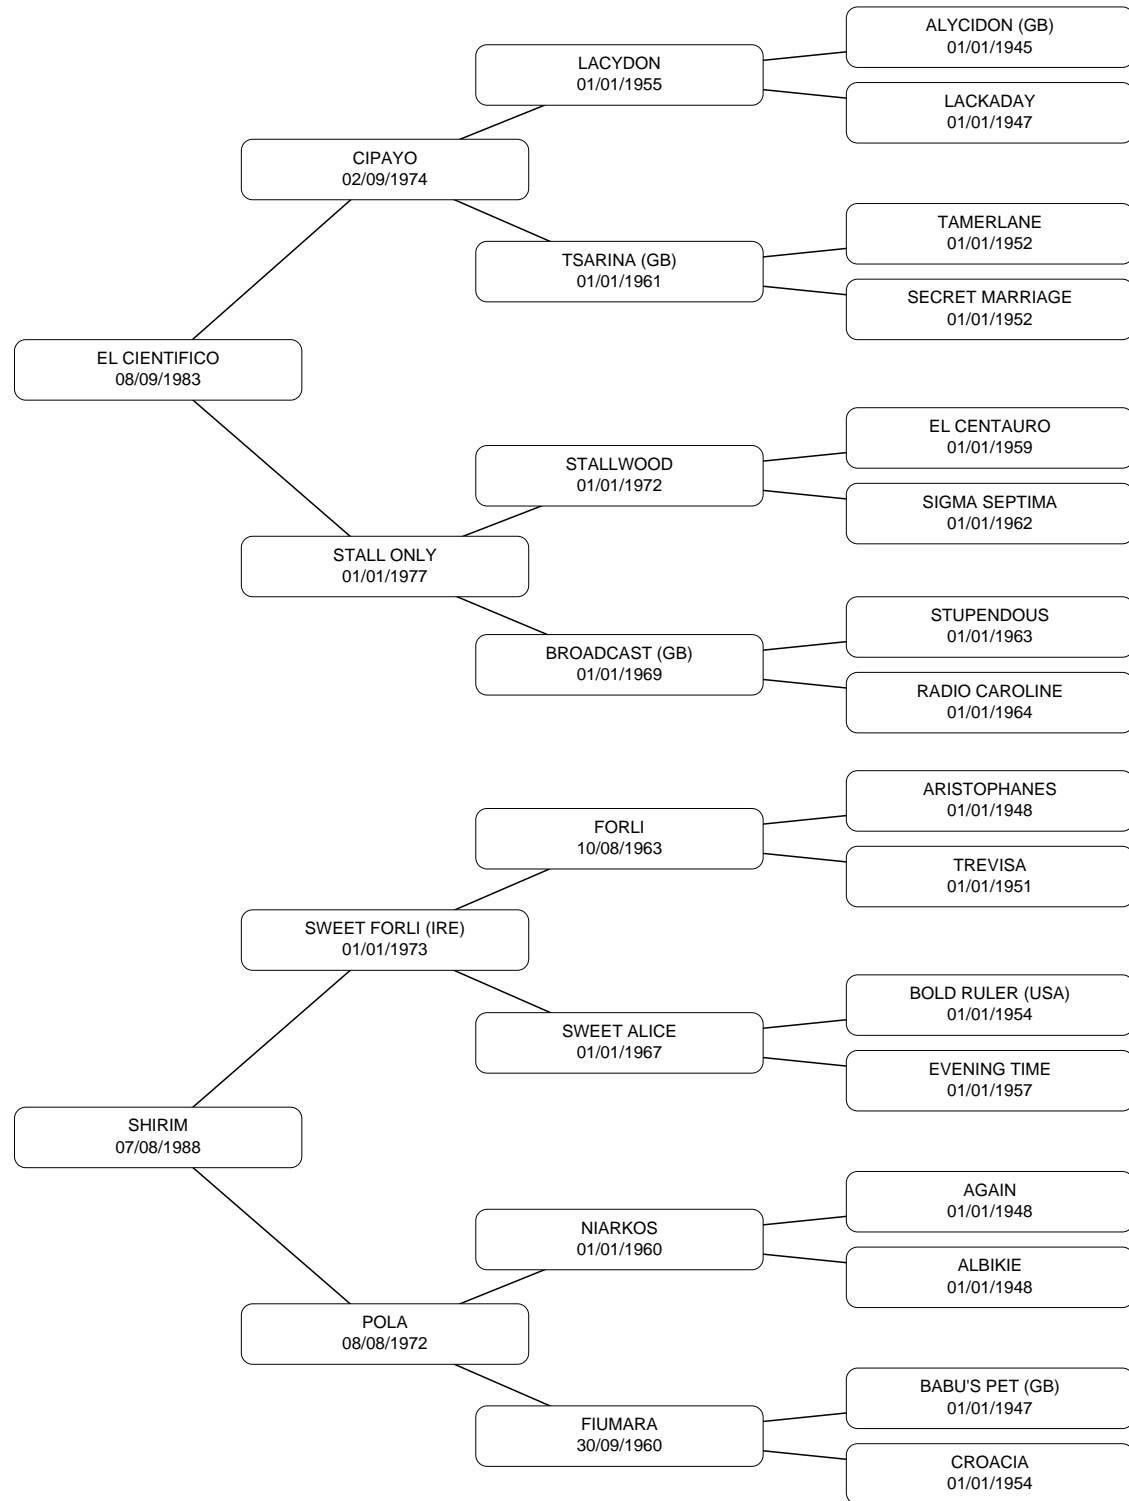 ALYCIDON (GB)
01/01/1945
LACYDON
01/01/1955
LACKADAY
01/01/1947
CIPAYO
02/09/1974
TAMERLANE
01/01/1952
TSARINA (GB)
01/01/1961
SECRET MARRIAGE
01/01/1952
EL CIENTIFICO
08/09/1983
EL CENTAURO
01/01/1959
STALLWOOD
01/01/1972
SIGMA SEPTIMA
01/01/1962
STALL ONLY
01/01/1977
STUPENDOUS
01/01/1963
BROADCAST (GB)
01/01/1969
RADIO CAROLINE
01/01/1964
ARISTOPHANES
01/01/1948
FORLI
10/08/1963
TREVISA
01/01/1951
SWEET FORLI (IRE)
01/01/1973
BOLD RULER (USA)
01/01/1954
SWEET ALICE
01/01/1967
EVENING TIME
01/01/1957
SHIRIM
07/08/1988
AGAIN
01/01/1948
NIARKOS
01/01/1960
ALBIKIE
01/01/1948
POLA
08/08/1972
BABU'S PET (GB)
01/01/1947
FIUMARA
30/09/1960
CROACIA
01/01/1954